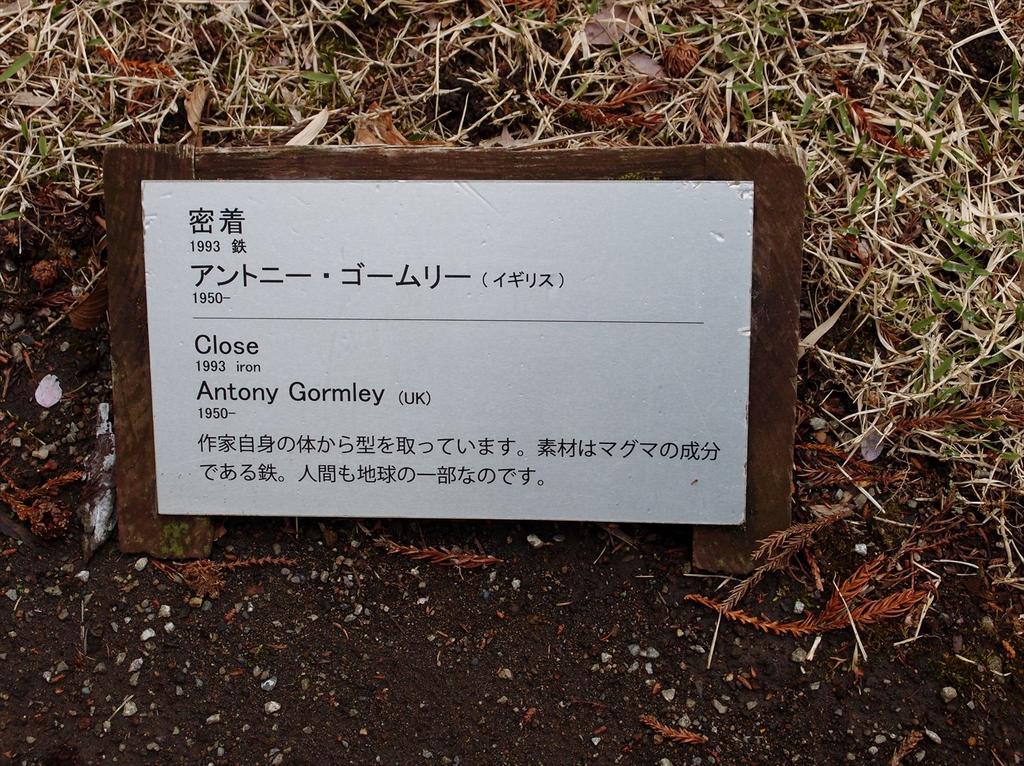 密着
1993 鉄
アントニー・ゴームリー（イギリス）
1950-
Close
1993 iron
Antony Gormley (UK)
1950-
作家自身の体から型を取っています。素材はマグマの成分
である鉄。人間も地球の一部なのです。